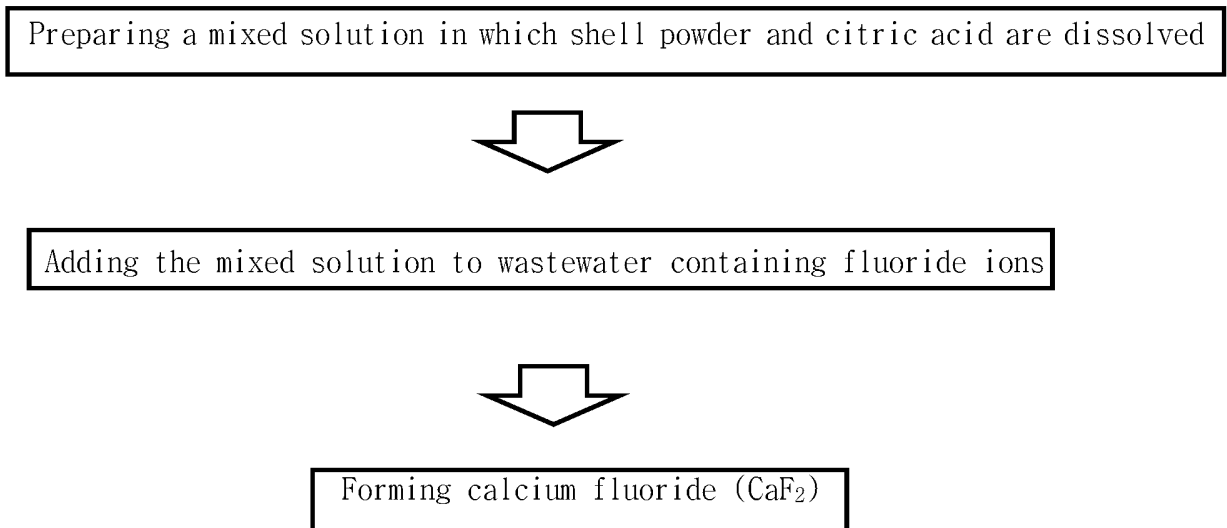 Preparing a mixed solution in which shell powder and citric acid are dissolved
Adding the mixed solution to wastewater containing fluoride ions
Forming calcium fluoride (CaF₂)